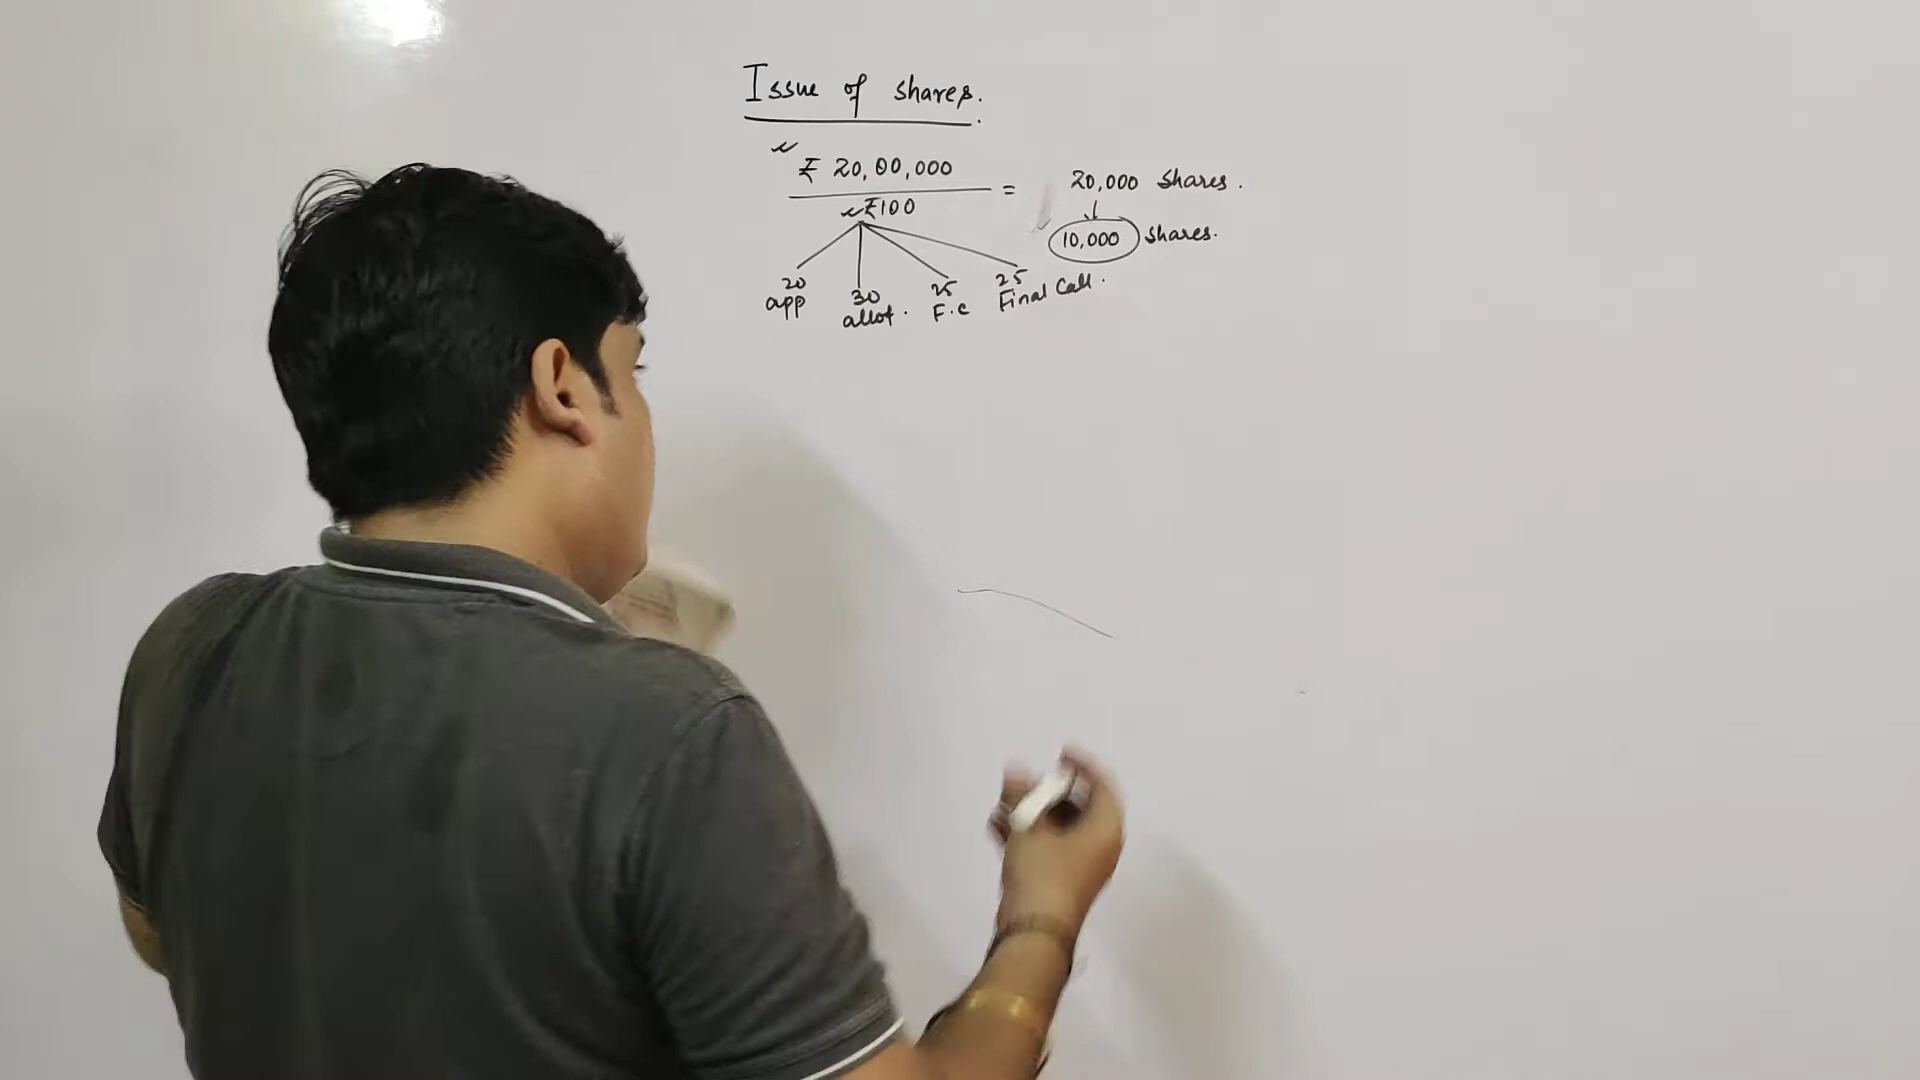 Issue of shares.
₹ 20,00,000
= 20,000 shares.
₹100
10,000 shares.
20 30 25 25
app allot. F.C Final Call.